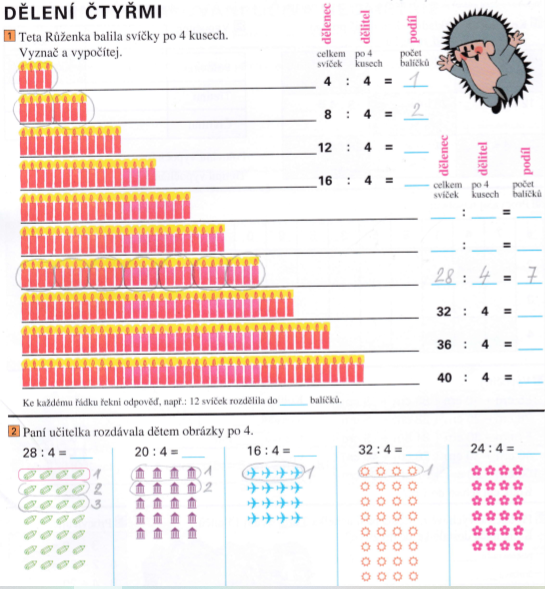 DĚLENÍ ČTYŘMI
dělenec dělitel podíl
1 Teta Růženka balila svíčky po 4 kusech.
Vyznač a vypočítej.
celkem svíček po 4 kusech počet balíčků
4 : 4 = 1
8 : 4 = 2
12 : 4 = ___
16 : 4 = ___
dělenec dělitel podíl
celkem svíček po 4 kusech počet balíčků
___ : ___ = ___
___ : ___ = ___
28 : 4 = 7
32 : 4 = ___
36 : 4 = ___
40 : 4 = ___
Ke každému řádku řekni odpověď, např.: 12 svíček rozdělila do ___ balíčků.
2 Paní učitelka rozdávala dětem obrázky po 4.
28 : 4 = ___ 20 : 4 = ___ 16 : 4 = ___ 32 : 4 = ___ 24 : 4 = ___
1 1 1 1
2 2
3